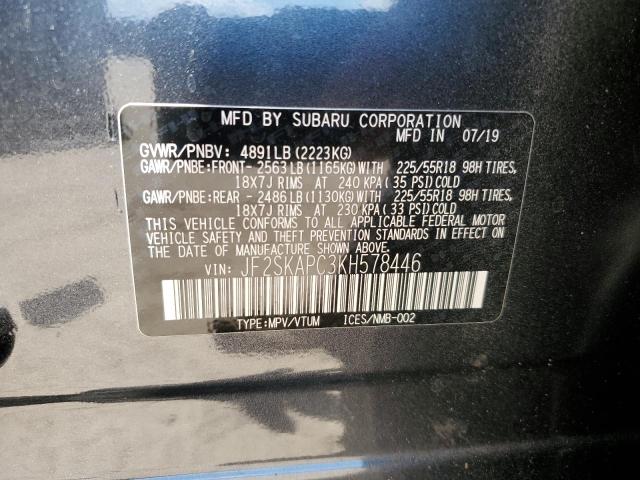 MFD BY SUBARU CORPORATION
MFD IN 07/19
GVWR/PNBV: 4891LB (2223KG)
GAWR/PNBE:FRONT- 2563LB (1165KG)WITH 225/55R18 98H TIRES,
18X7J RIMS AT 240 KPA (35 PSI)COLD
GAWR/PNBE:REAR - 2486LB (1130KG)WITH 225/55R18 98H TIRES,
18X7J RIMS AT 230 KPA (33 PSI)COLD
THIS VEHICLE CONFORMS TO ALL APPLICABLE FEDERAL MOTOR
VEHICLE SAFETY AND THEFT PREVENTION STANDARDS IN EFFECT
ON THE DATE OF MANUFACTURE SHOWN ABOVE.
VIN: JF2SKAPC3KH578446
TYPE:MPV/VTUM ICES/NMB-002